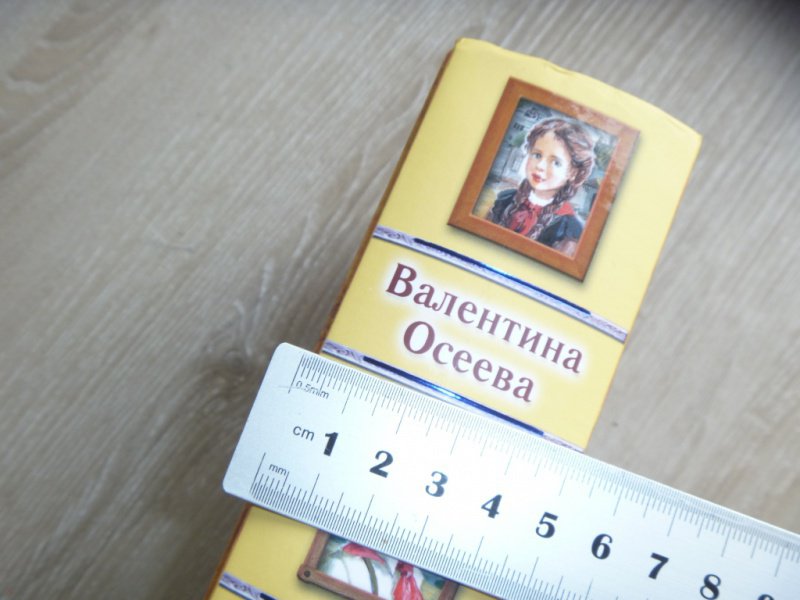 Валентина
Осеева
0.5mm
cm 1 2 3 4 5 6 7 8
mm